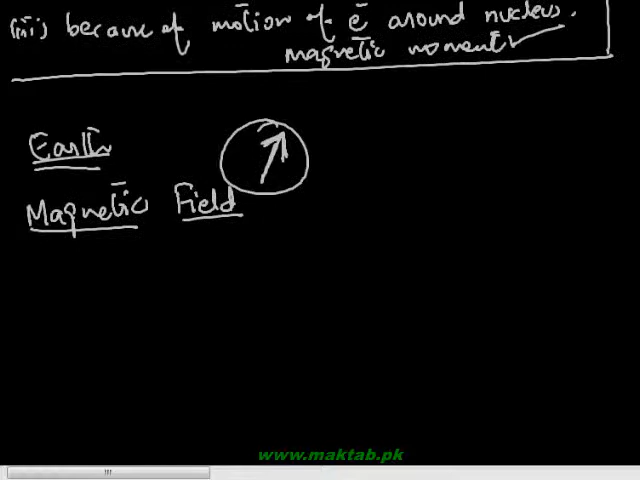 (iii) because of motion of e̅ around nucleus.
magnetic moment
Earth
Magnetic Field
www.maktab.pk